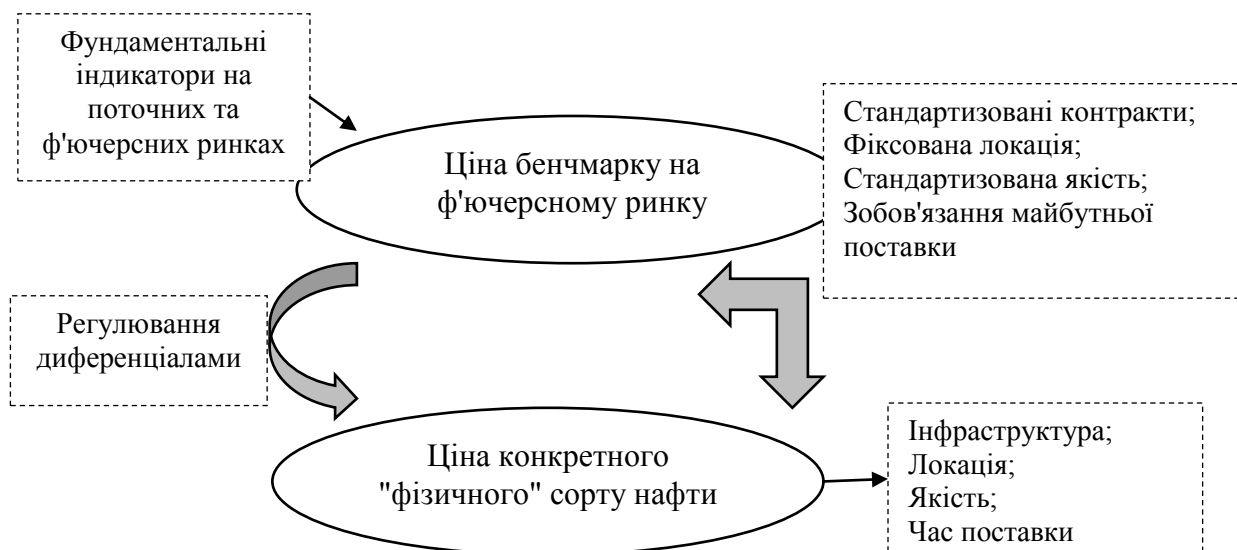 Фундаментальні
індикатори на
поточних та
ф'ючерсних ринках
Ціна бенчмарку на
ф'ючерсному ринку
Стандартизовані контракти;
Фіксована локація;
Стандартизована якість;
Зобов'язання майбутньої
поставки
Регулювання
диференціалами
Ціна конкретного
"фізичного" сорту нафти
Інфраструктура;
Локація;
Якість;
Час поставки